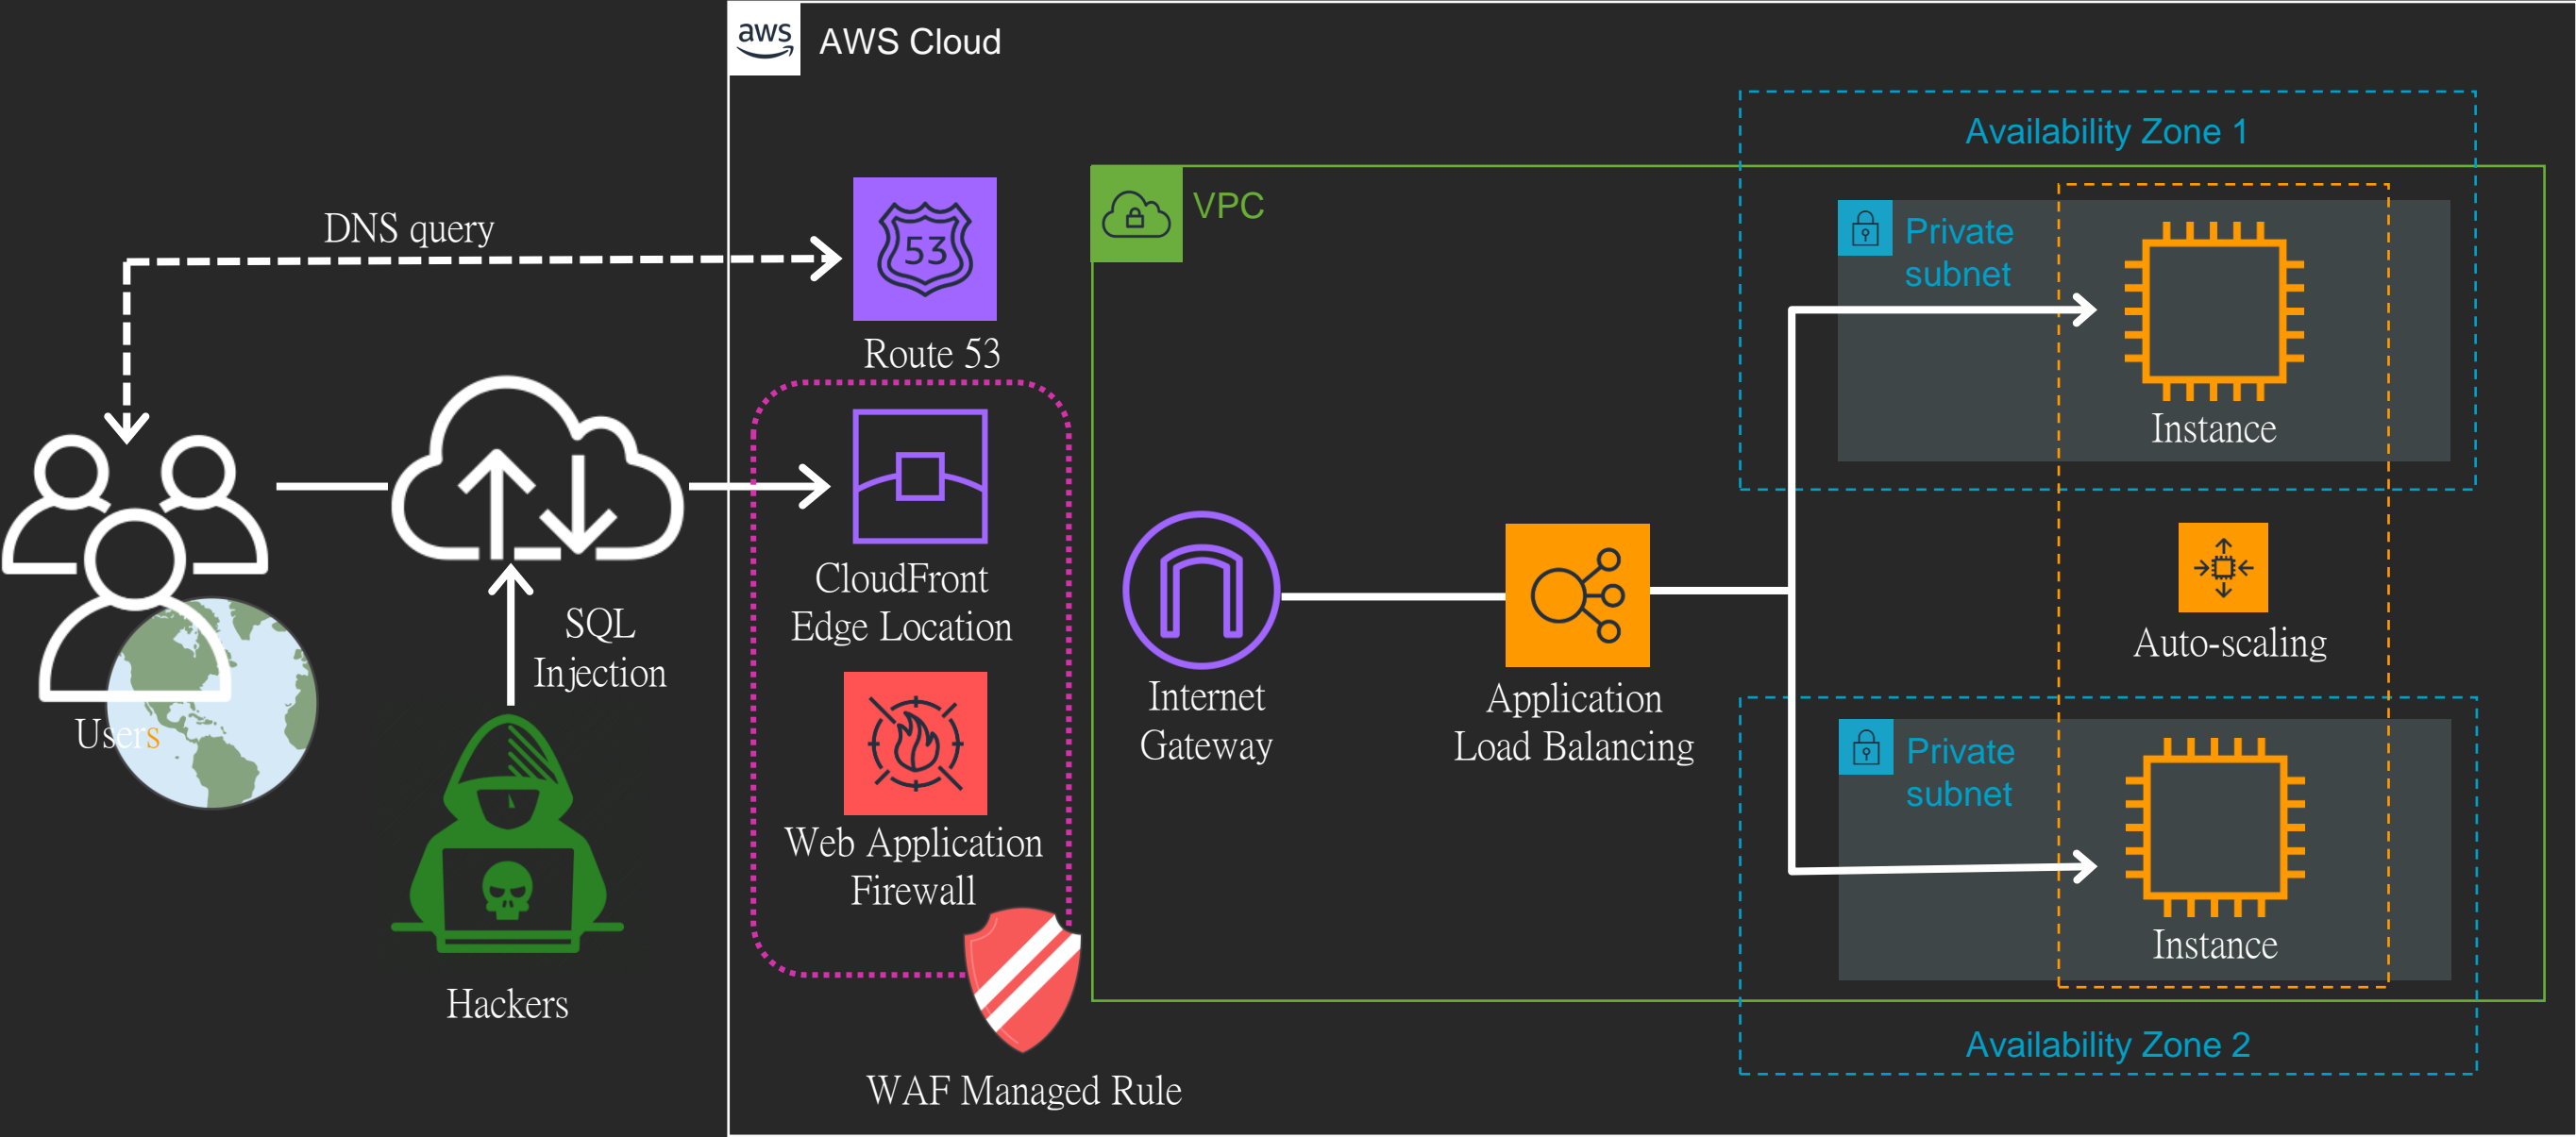 aws
AWS Cloud
Availability Zone 1
DNS query
53
Route 53
VPC
Private
subnet
Instance
CloudFront
Edge Location
SQL
Injection
Users
Internet
Gateway
Application
Load Balancing
Auto-scaling
Web Application
Firewall
Private
subnet
Instance
Hackers
WAF Managed Rule
Availability Zone 2